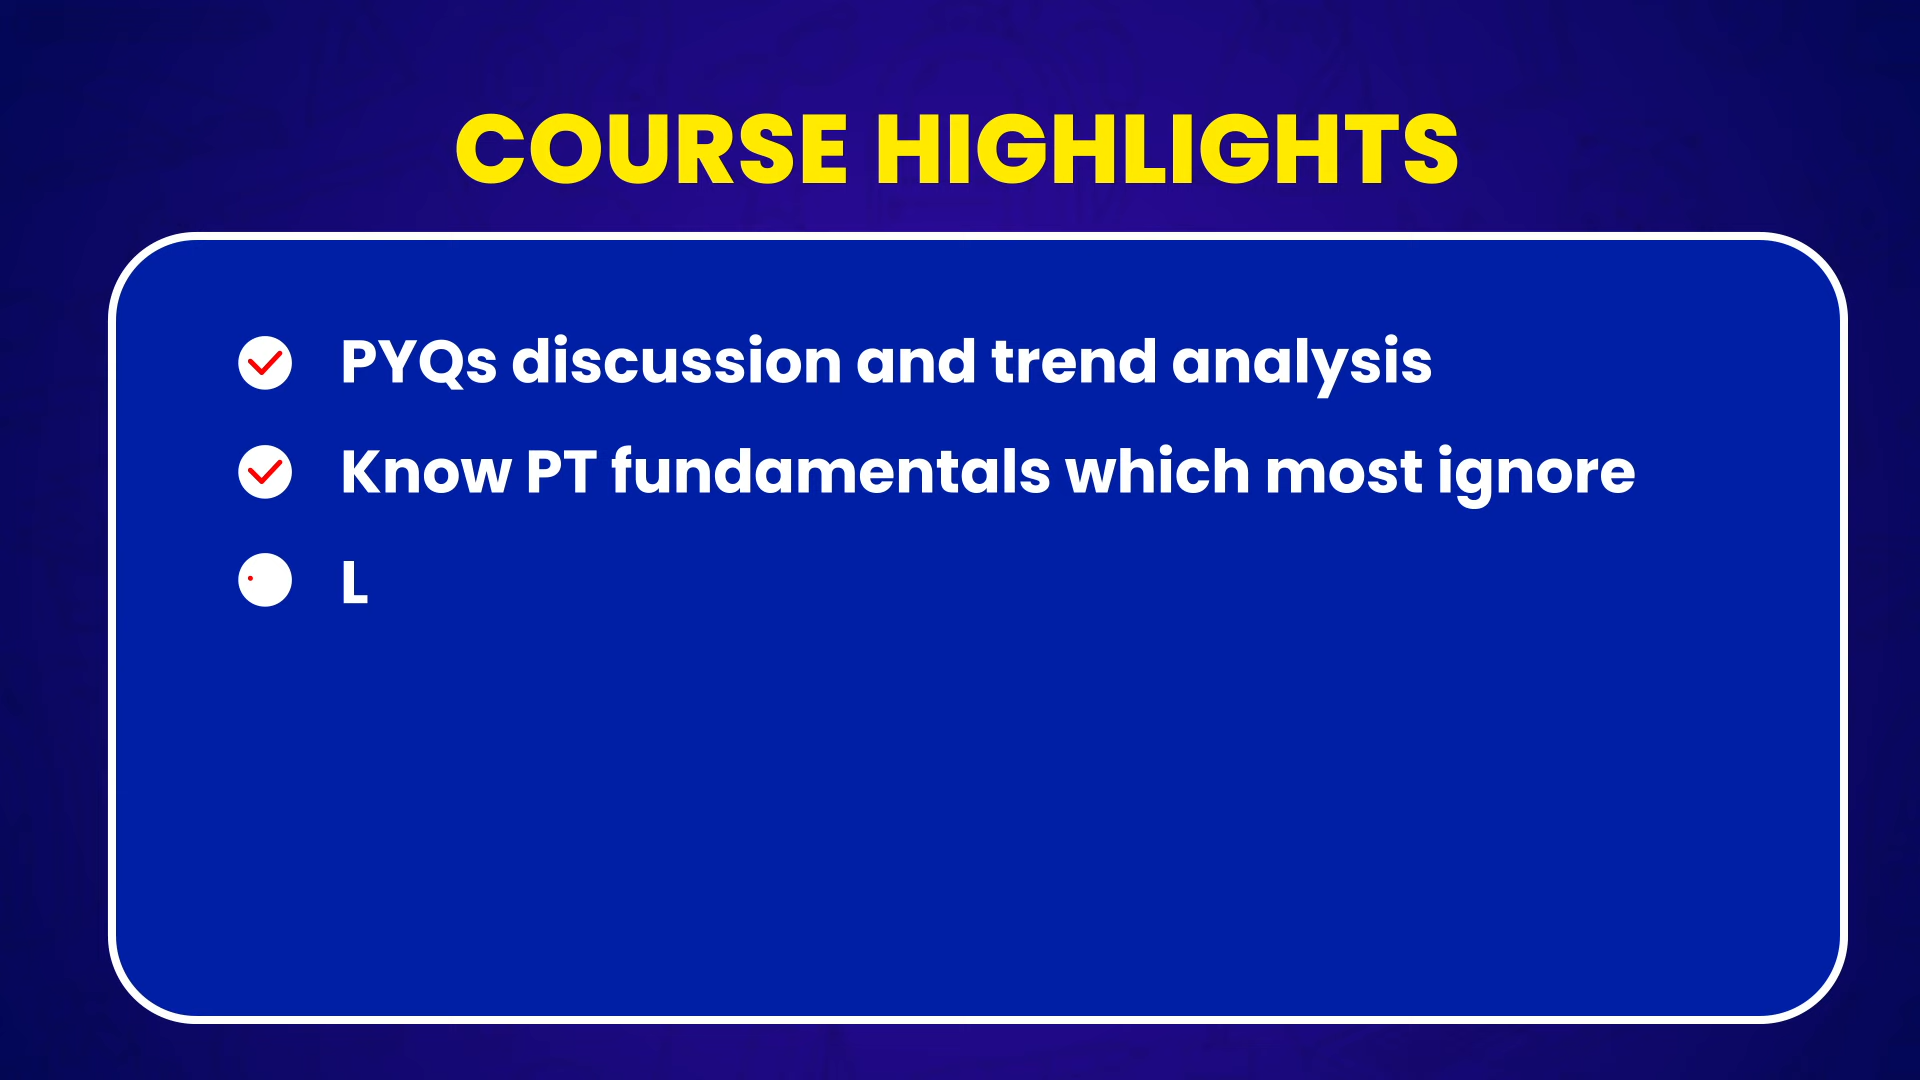 COURSE HIGHLIGHTS
PYQs discussion and trend analysis
Know PT fundamentals which most ignore
L